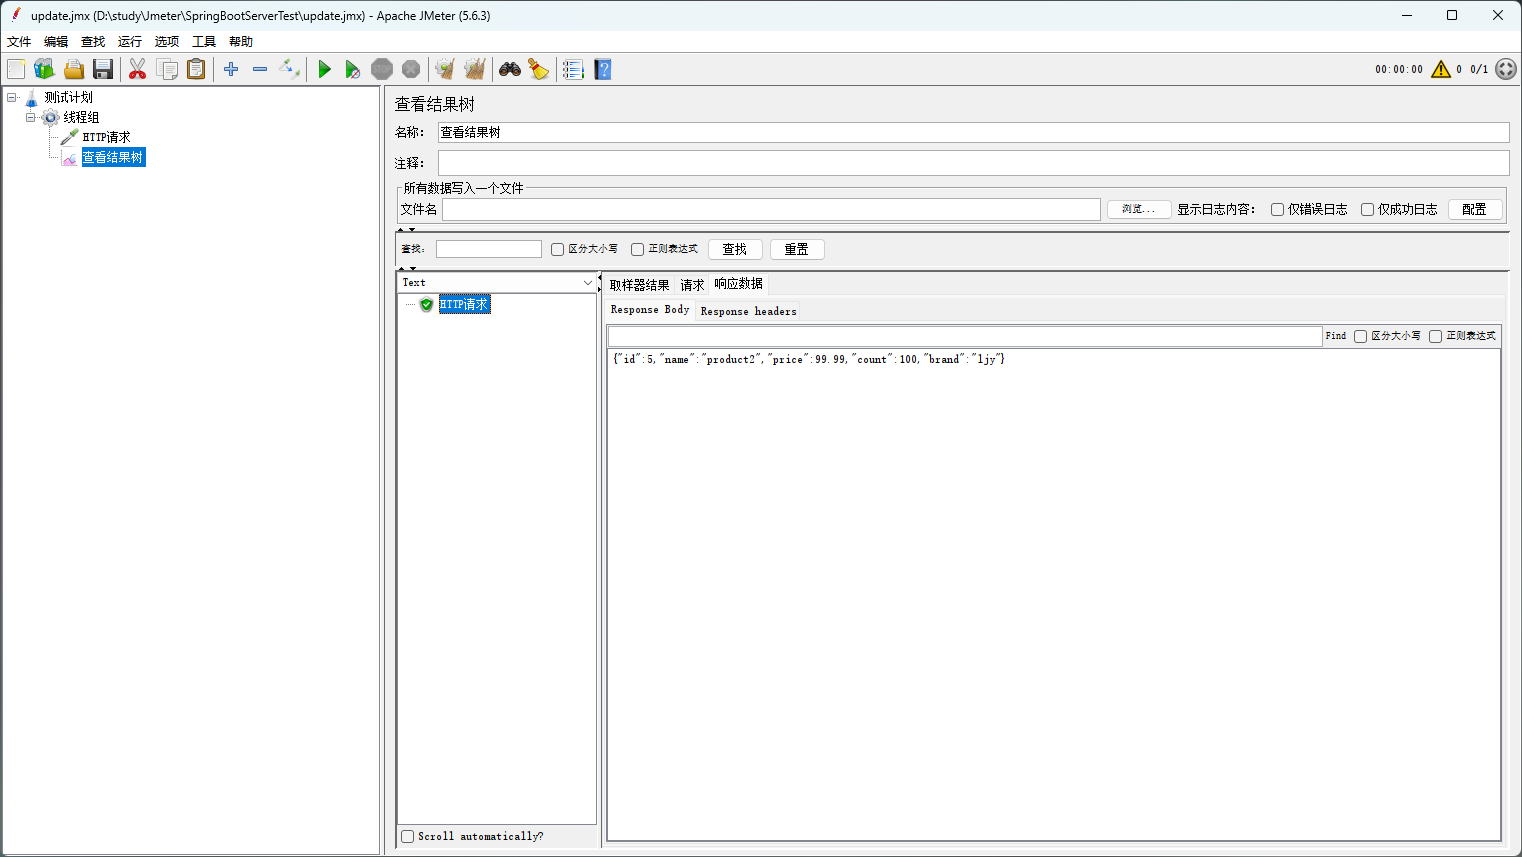 update.jmx (D:\study\Jmeter\SpringBootServerTest\update.jmx) - Apache JMeter (5.6.3)
文件 编辑 查找 运行 选项 工具 帮助
STOP
00:00:00 0 0/1
测试计划
线程组
HTTP请求
查看结果树
查看结果树
名称： 查看结果树
注释：
所有数据写入一个文件
文件名 浏览... 显示日志内容： 仅错误日志 仅成功日志 配置
查找： 区分大小写 正则表达式 查找 重置
Text
HTTP请求
Scroll automatically?
取样器结果 请求 响应数据
Response Body Response headers
Find 区分大小写 正则表达式
{"id":5,"name":"product2","price":99.99,"count":100,"brand":"ljy"}